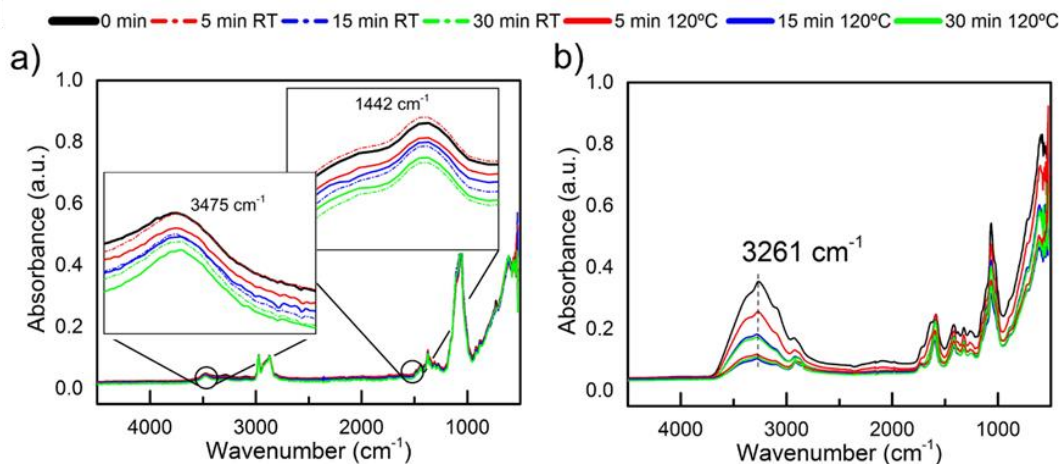 0 min 5 min RT 15 min RT 30 min RT 5 min 120ºC 15 min 120ºC 30 min 120ºC
a)
1.0
0.8
0.6
0.4
0.2
0.0
Absorbance (a.u.)
1442 cm⁻¹
3475 cm⁻¹
4000 3000 2000 1000
Wavenumber (cm⁻¹)
b)
1.0
0.8
0.6
0.4
0.2
0.0
Absorbance (a.u.)
3261 cm⁻¹
4000 3000 2000 1000
Wavenumber (cm⁻¹)